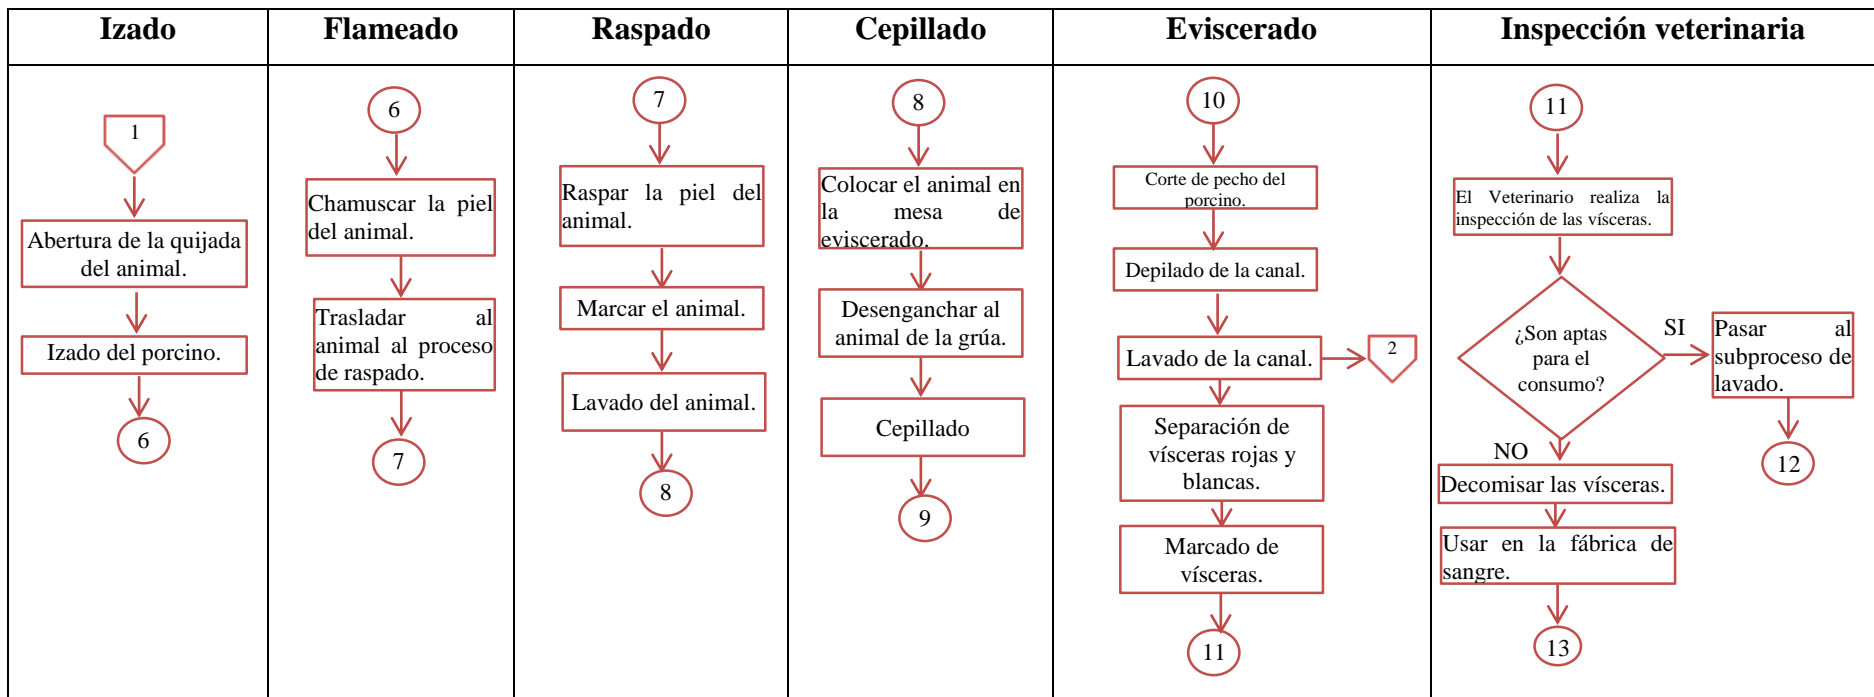 Izado
Flameado
Raspado
Cepillado
Eviscerado
Inspección veterinaria
1
Abertura de la quijada
del animal.
Izado del porcino.
6
6
Chamuscar la piel
del animal.
Trasladar al
animal al proceso
de raspado.
7
7
Raspar la piel del
animal.
Marcar el animal.
Lavado del animal.
8
8
Colocar el animal en
la mesa de
eviscerado.
Desenganchar al
animal de la grúa.
Cepillado
9
10
Corte de pecho del
porcino.
Depilado de la canal.
Lavado de la canal.
2
Separación de
vísceras rojas y
blancas.
Marcado de
vísceras.
11
11
El Veterinario realiza la
inspección de las vísceras.
¿Son aptas
para el
consumo?
SI
Pasar al
subproceso de
lavado.
12
NO
Decomisar las vísceras.
Usar en la fábrica de
sangre.
13